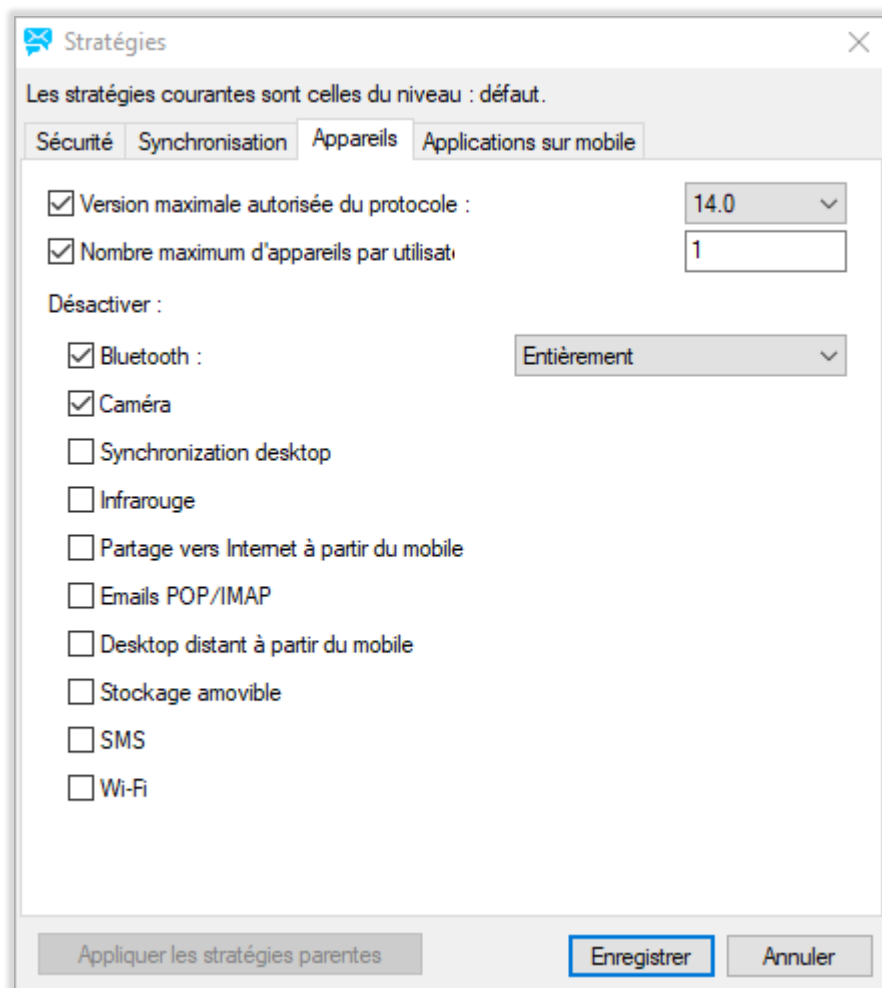 Stratégies
Les stratégies courantes sont celles du niveau : défaut.
Sécurité Synchronisation Appareils Applications sur mobile
Version maximale autorisée du protocole : 14.0
Nombre maximum d'appareils par utilisate 1
Désactiver :
Bluetooth : Entièrement
Caméra
Synchronization desktop
Infrarouge
Partage vers Internet à partir du mobile
Emails POP/IMAP
Desktop distant à partir du mobile
Stockage amovible
SMS
Wi-Fi
Appliquer les stratégies parentes Enregistrer Annuler